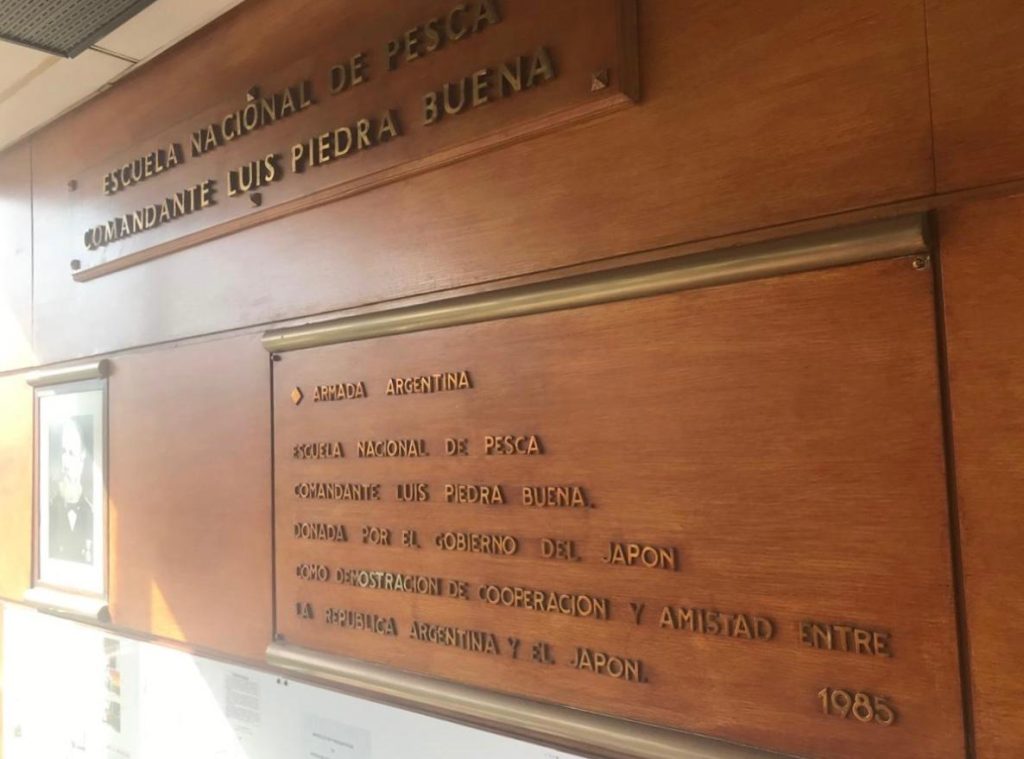 ESCUELA NACIONAL DE PESCA
COMANDANTE LUIS PIEDRA BUENA
ARMADA ARGENTINA
ESCUELA NACIONAL DE PESCA
COMANDANTE LUIS PIEDRA BUENA.
DONADA POR EL GOBIERNO DEL JAPON
COMO DEMOSTRACION DE COOPERACION Y AMISTAD ENTRE
LA REPUBLICA ARGENTINA Y EL JAPON.
1985